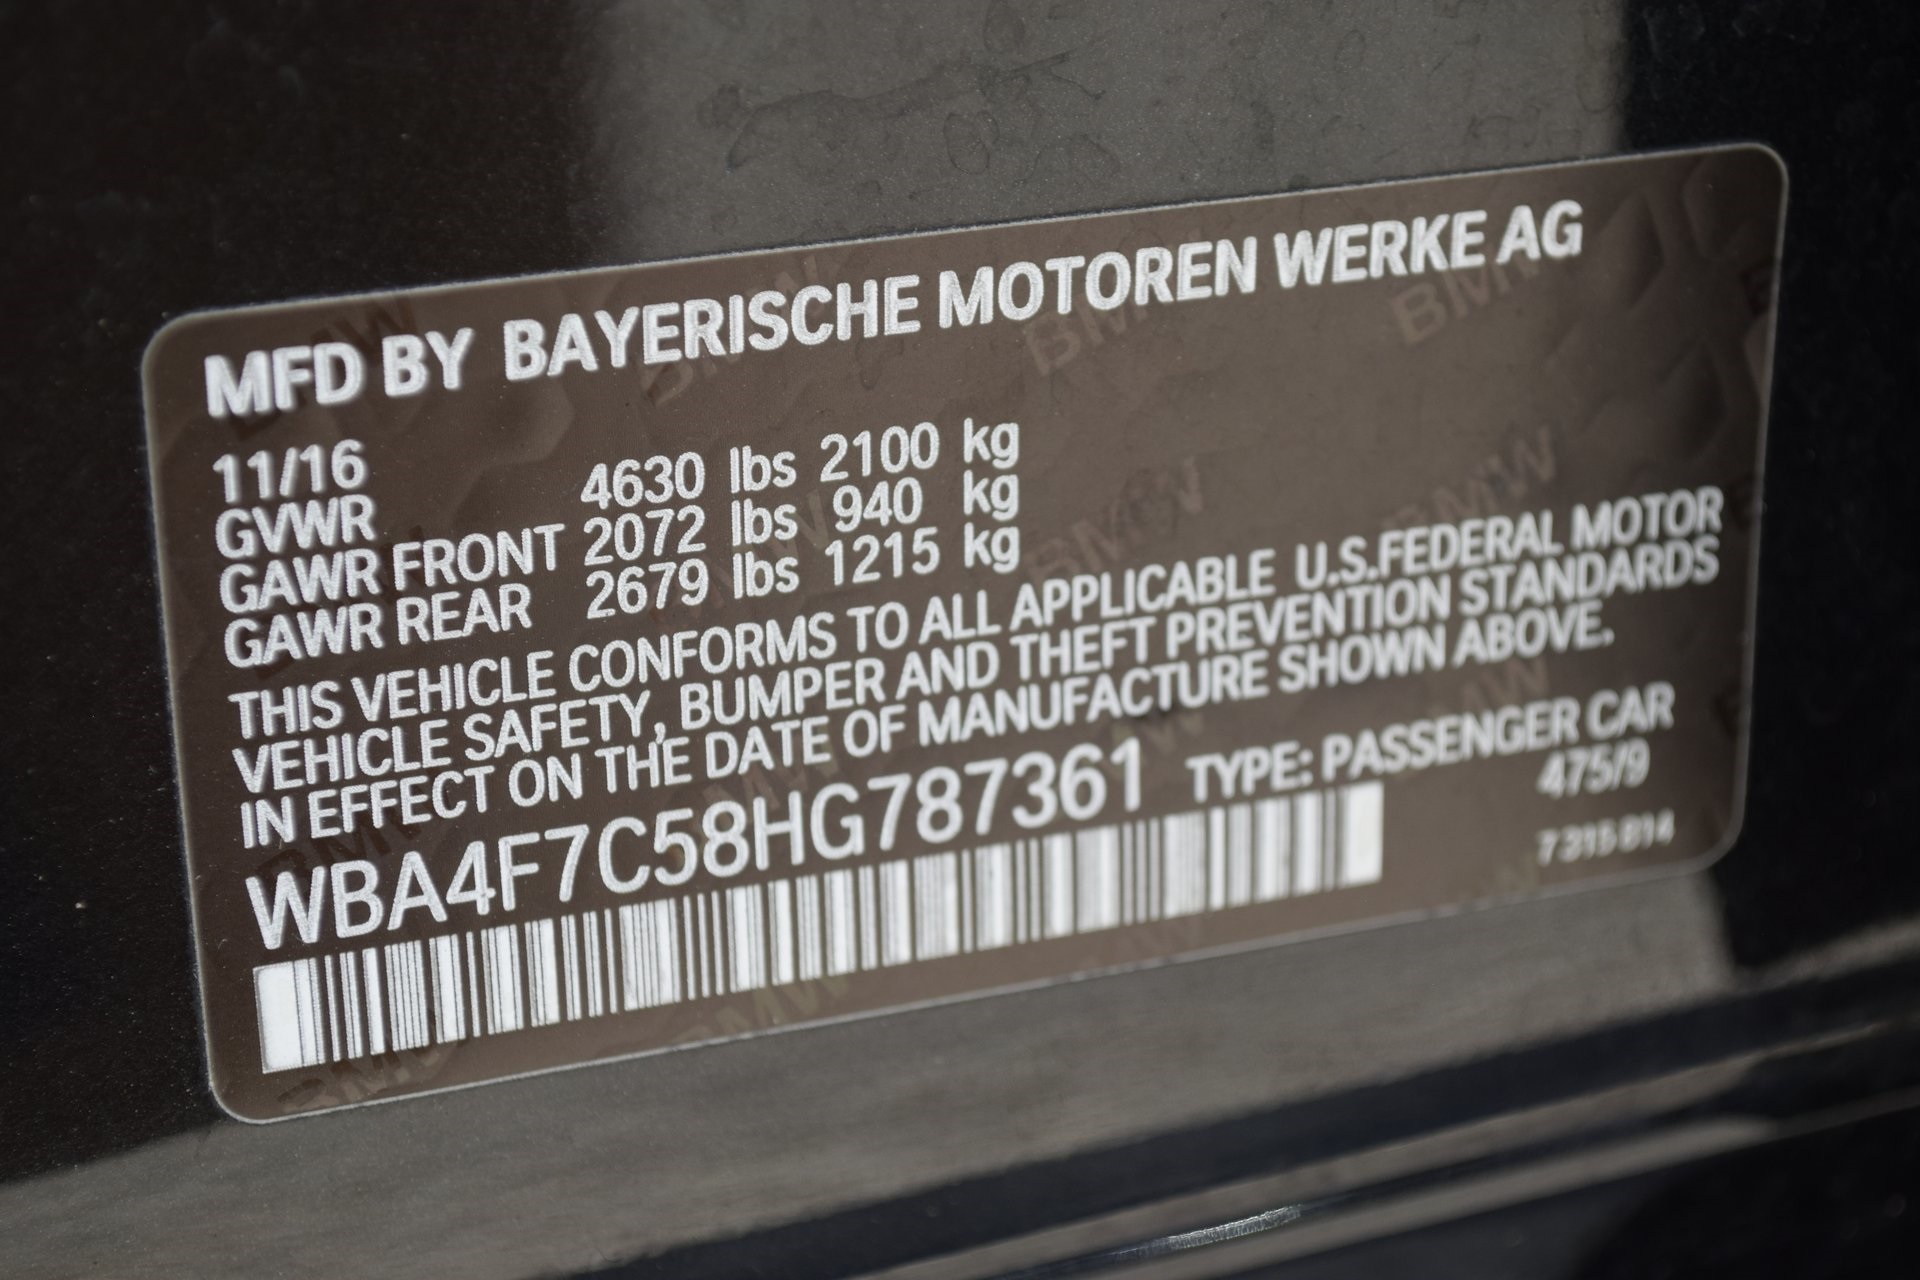 MFD BY BAYERISCHE MOTOREN WERKE AG
11/16
GVWR 4630 lbs 2100 kg
GAWR FRONT 2072 lbs 940 kg
GAWR REAR 2679 lbs 1215 kg
THIS VEHICLE CONFORMS TO ALL APPLICABLE U.S.FEDERAL MOTOR
VEHICLE SAFETY, BUMPER AND THEFT PREVENTION STANDARDS
IN EFFECT ON THE DATE OF MANUFACTURE SHOWN ABOVE.
WBA4F7C58HG787361 TYPE: PASSENGER CAR
475/9